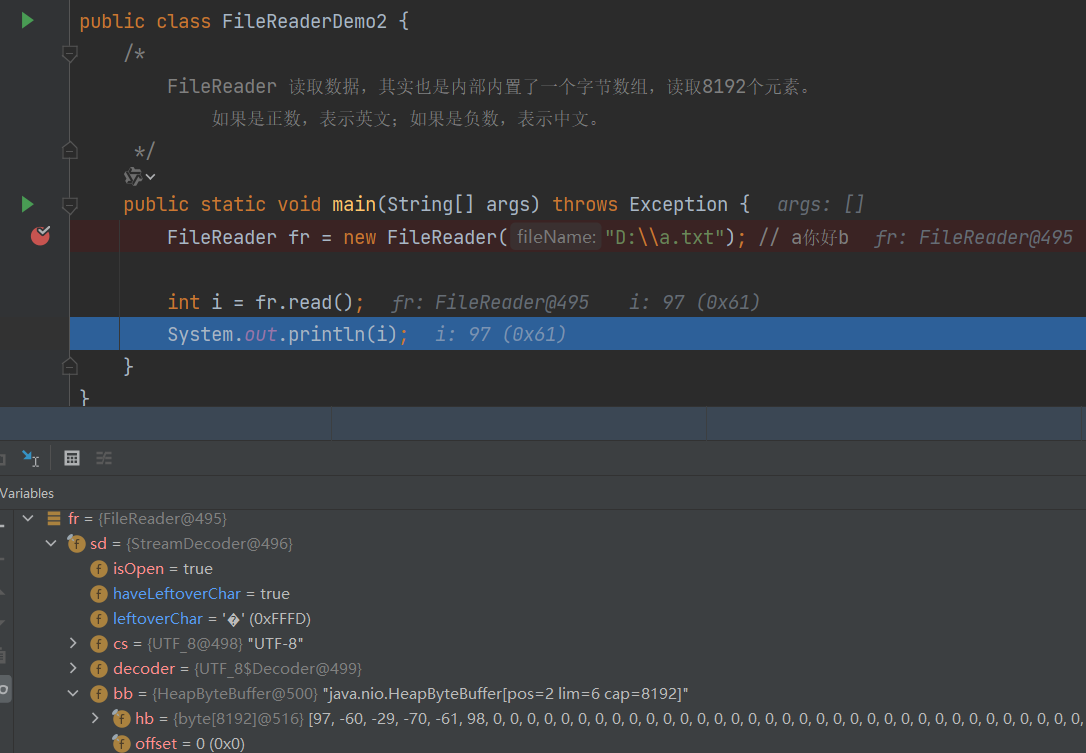 public class FileReaderDemo2 {
/*
FileReader 读取数据，其实也是内部内置了一个字节数组，读取8192个元素。
如果是正数，表示英文；如果是负数，表示中文。
*/
public static void main(String[] args) throws Exception { args: []
FileReader fr = new FileReader( fileName: "D:\\a.txt"); // a你好b fr: FileReader@495
int i = fr.read(); fr: FileReader@495 i: 97 (0x61)
System.out.println(i); i: 97 (0x61)
}
}
Variables
fr = {FileReader@495}
sd = {StreamDecoder@496}
isOpen = true
haveLeftoverChar = true
leftoverChar = '�' (0xFFFD)
cs = {UTF_8@498} "UTF-8"
decoder = {UTF_8$Decoder@499}
bb = {HeapByteBuffer@500} "java.nio.HeapByteBuffer[pos=2 lim=6 cap=8192]"
hb = {byte[8192]@516} [97, -60, -29, -70, -61, 98, 0, 0, 0, 0, 0, 0, 0, 0, 0, 0, 0, 0, 0, 0, 0, 0, 0, 0, 0, 0, 0, 0, 0, 0, 0, 0, 0, 0, 0, 0, 0, 0, 0, 0,
offset = 0 (0x0)